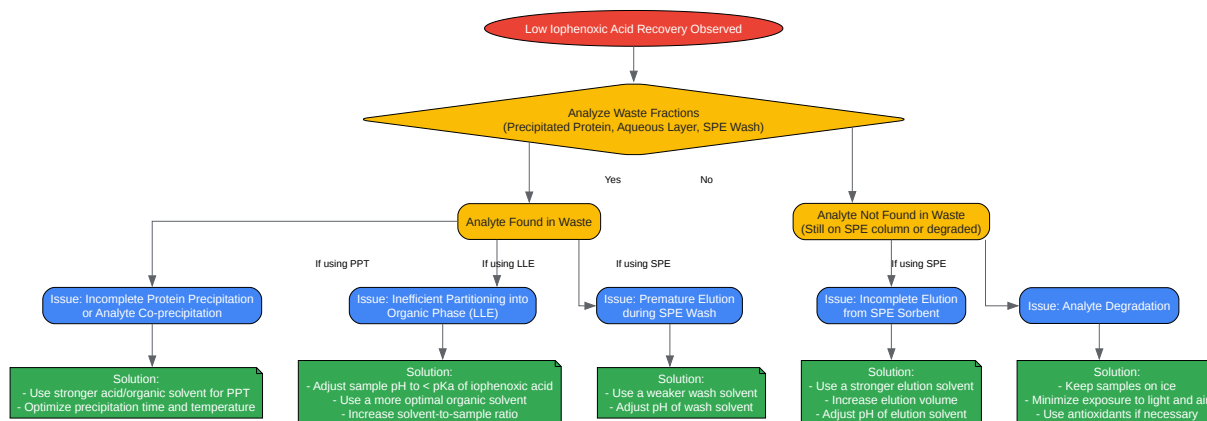 Low Iophenoxic Acid Recovery Observed
Analyze Waste Fractions
(Precipitated Protein, Aqueous Layer, SPE Wash)
Yes
No
Analyte Found in Waste
Analyte Not Found in Waste
(Still on SPE column or degraded)
If using PPT
If using LLE
If using SPE
If using SPE
Issue: Incomplete Protein Precipitation
or Analyte Co-precipitation
Issue: Inefficient Partitioning into
Organic Phase (LLE)
Issue: Premature Elution
during SPE Wash
Issue: Incomplete Elution
from SPE Sorbent
Issue: Analyte Degradation
Solution:
- Use stronger acid/organic solvent for PPT
- Optimize precipitation time and temperature
Solution:
- Adjust sample pH to < pKa of iophenoxic acid
- Use a more optimal organic solvent
- Increase solvent-to-sample ratio
Solution:
- Use a weaker wash solvent
- Adjust pH of wash solvent
Solution:
- Use a stronger elution solvent
- Increase elution volume
- Adjust pH of elution solvent
Solution:
- Keep samples on ice
- Minimize exposure to light and air
- Use antioxidants if necessary